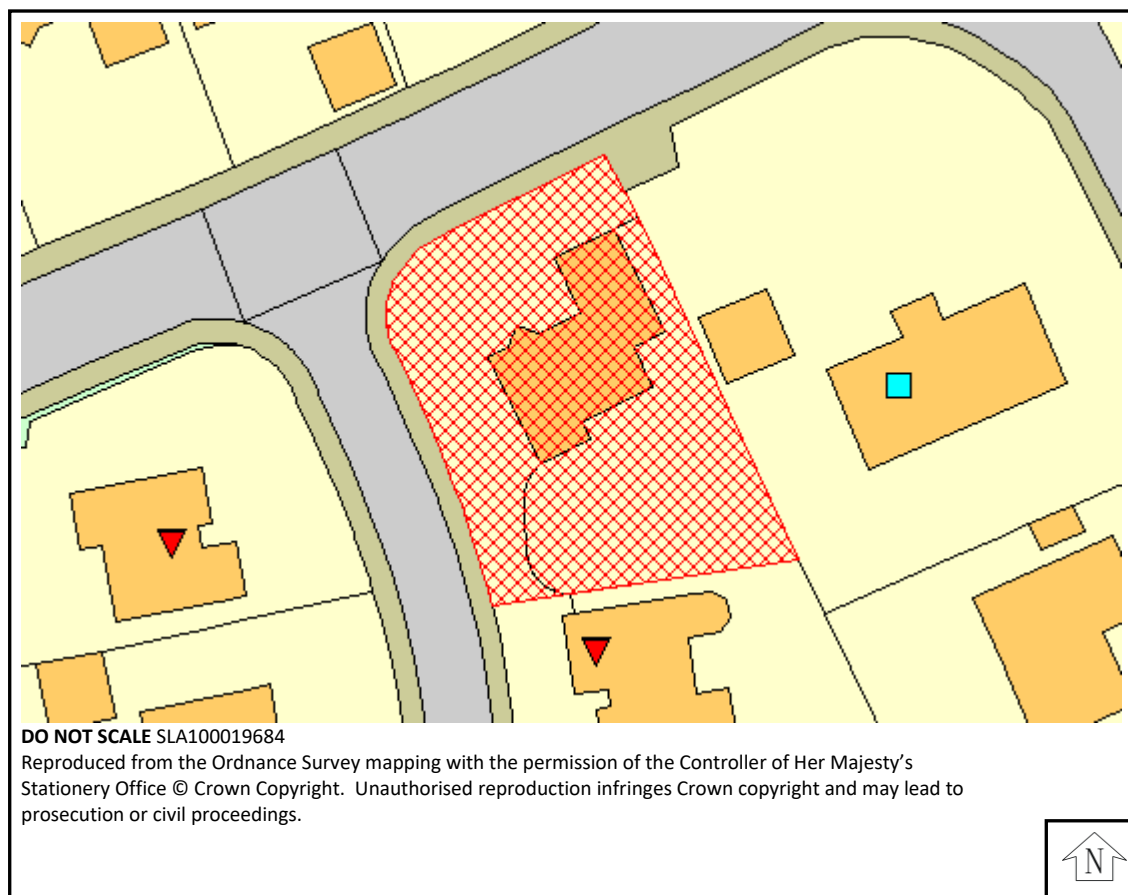 DO NOT SCALE SLA100019684
Reproduced from the Ordnance Survey mapping with the permission of the Controller of Her Majesty’s
Stationery Office © Crown Copyright.  Unauthorised reproduction infringes Crown copyright and may lead to
prosecution or civil proceedings.
N